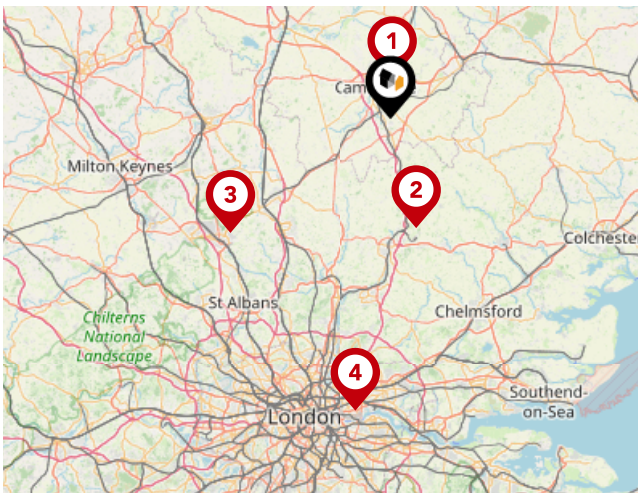 1
Cam
Milton Keynes
3
2
Colchester
St Albans
Chilterns
National
Landscape
Chelmsford
4
London
Southend-
on-Sea